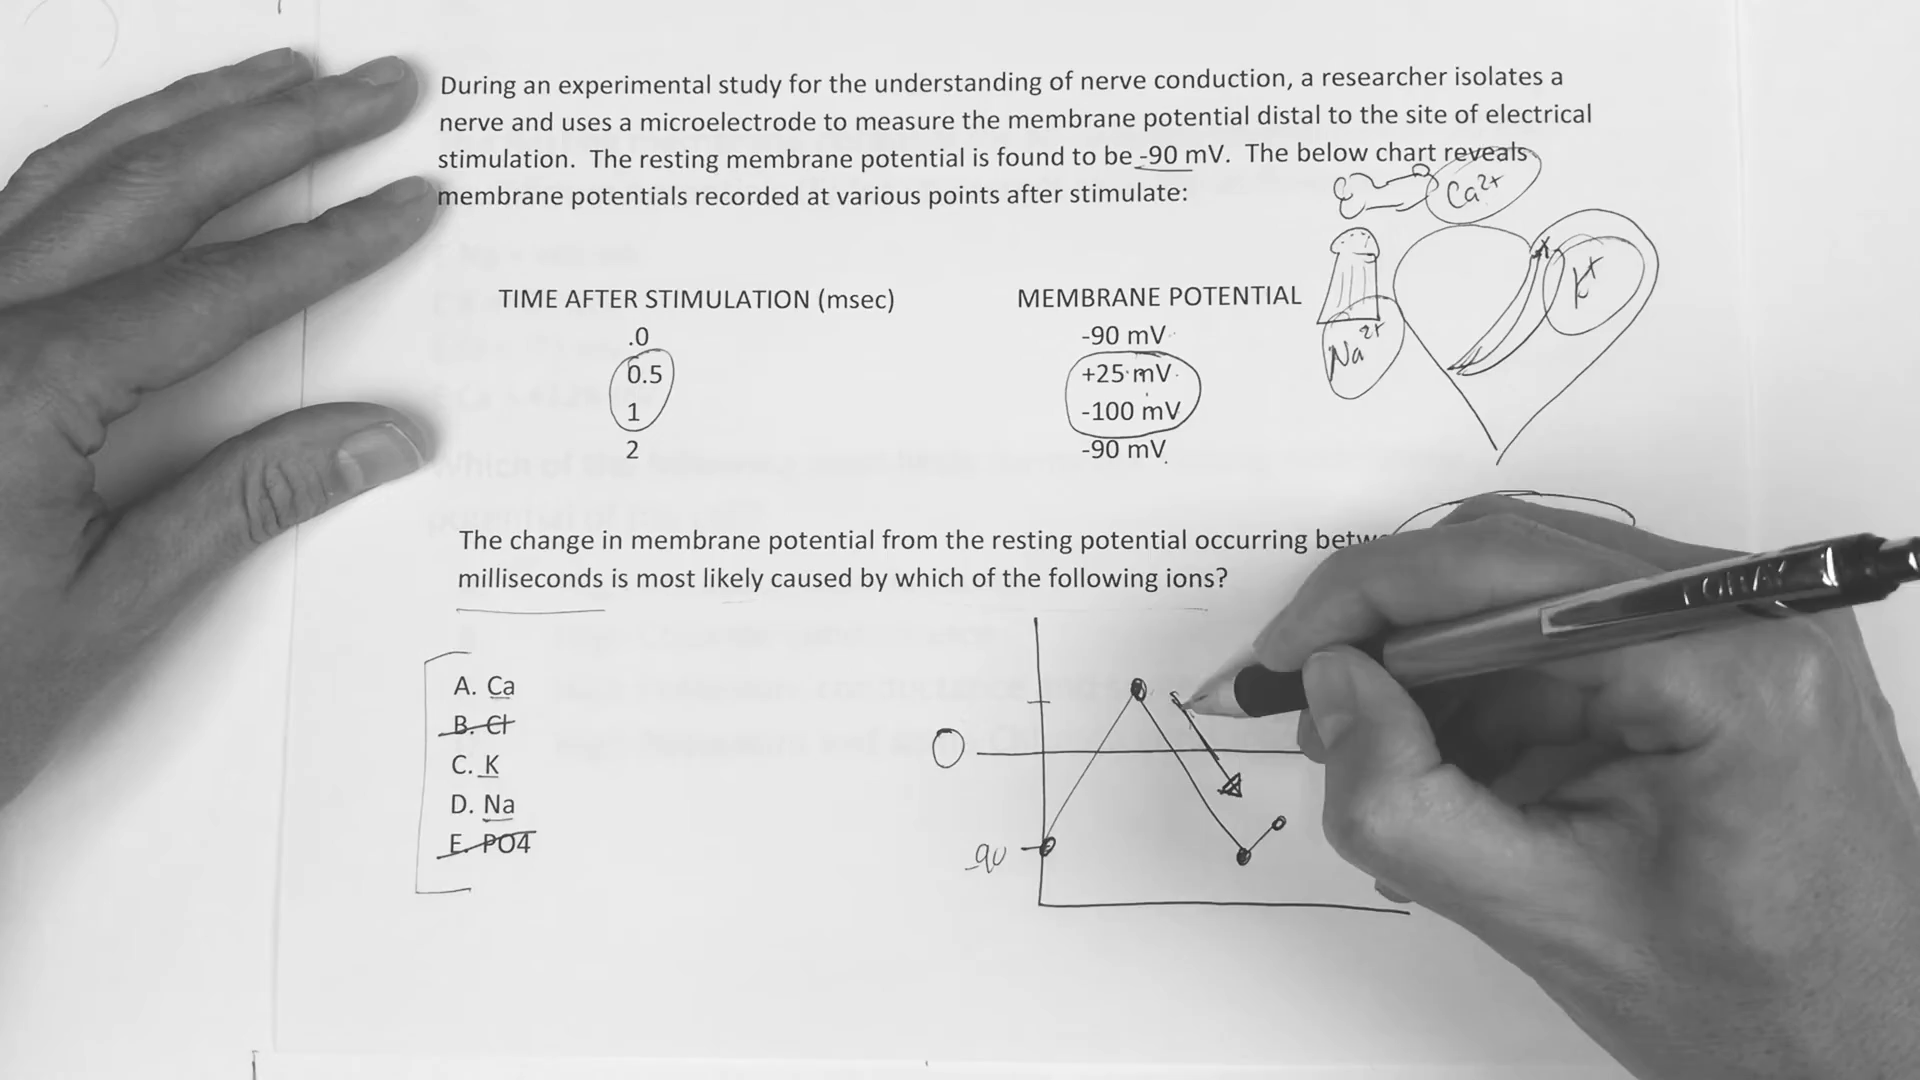 During an experimental study for the understanding of nerve conduction, a researcher isolates a
nerve and uses a microelectrode to measure the membrane potential distal to the site of electrical
stimulation. The resting membrane potential is found to be -90 mV. The below chart reveals
membrane potentials recorded at various points after stimulate:
Ca2+
K+
Na2+
TIME AFTER STIMULATION (msec) MEMBRANE POTENTIAL
.0 -90 mV
0.5 +25 mV
1 -100 mV
2 -90 mV
The change in membrane potential from the resting potential occurring
milliseconds is most likely caused by which of the following ions?
A. Ca
B. Cl
C. K
D. Na
E. PO4
0
-90
TORAY